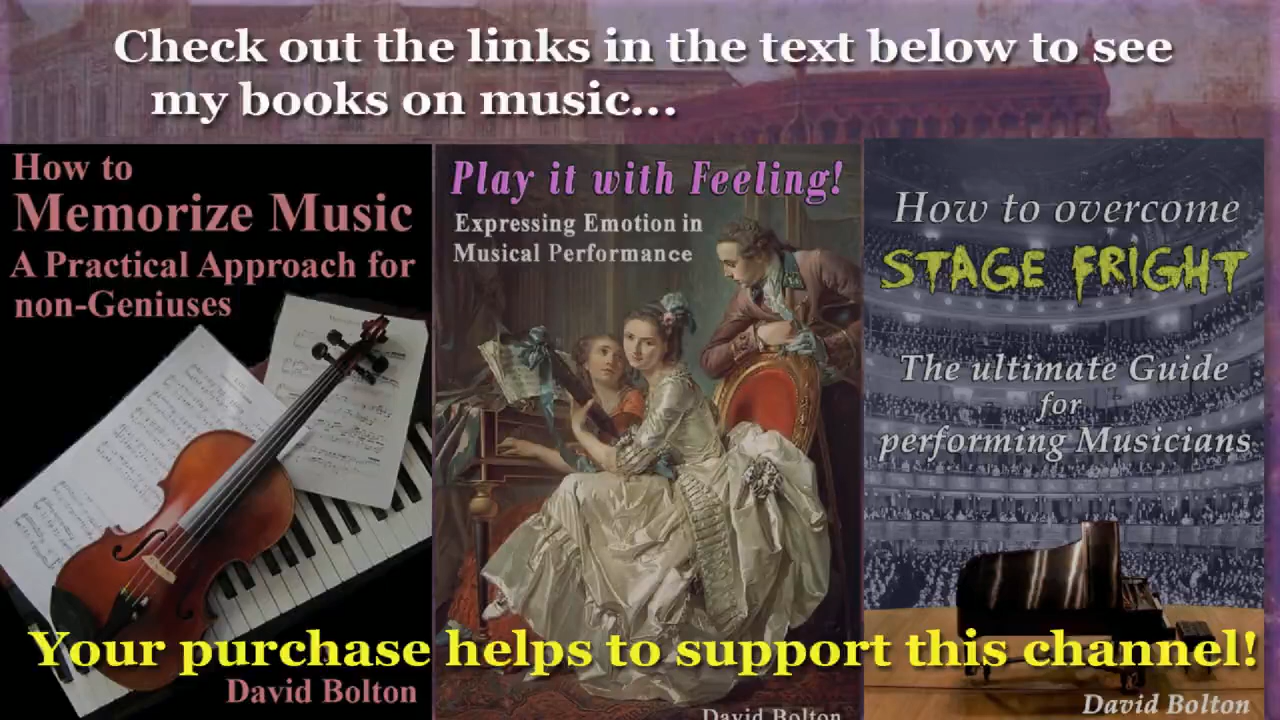 Check out the links in the text below to see
my books on music...
How to
Memorize Music
A Practical Approach for
non-Geniuses
David Bolton
Play it with Feeling!
Expressing Emotion in
Musical Performance
David Bolton
How to overcome
STAGE FRIGHT
The ultimate Guide
for
performing Musicians
David Bolton
Your purchase helps to support this channel!